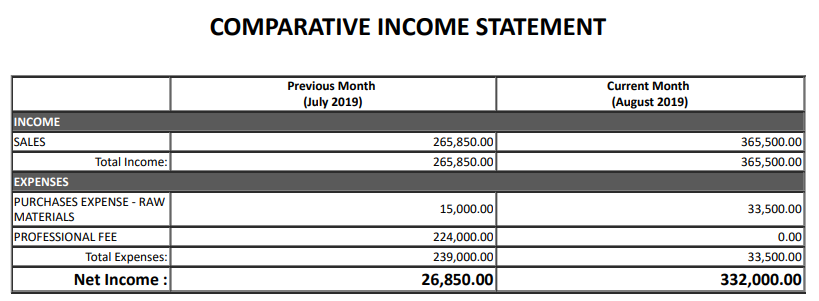 COMPARATIVE INCOME STATEMENT
Previous Month Current Month
(July 2019) (August 2019)
INCOME
SALES 265,850.00 365,500.00
Total Income: 265,850.00 365,500.00
EXPENSES
PURCHASES EXPENSE - RAW
MATERIALS 15,000.00 33,500.00
PROFESSIONAL FEE 224,000.00 0.00
Total Expenses: 239,000.00 33,500.00
Net Income : 26,850.00 332,000.00